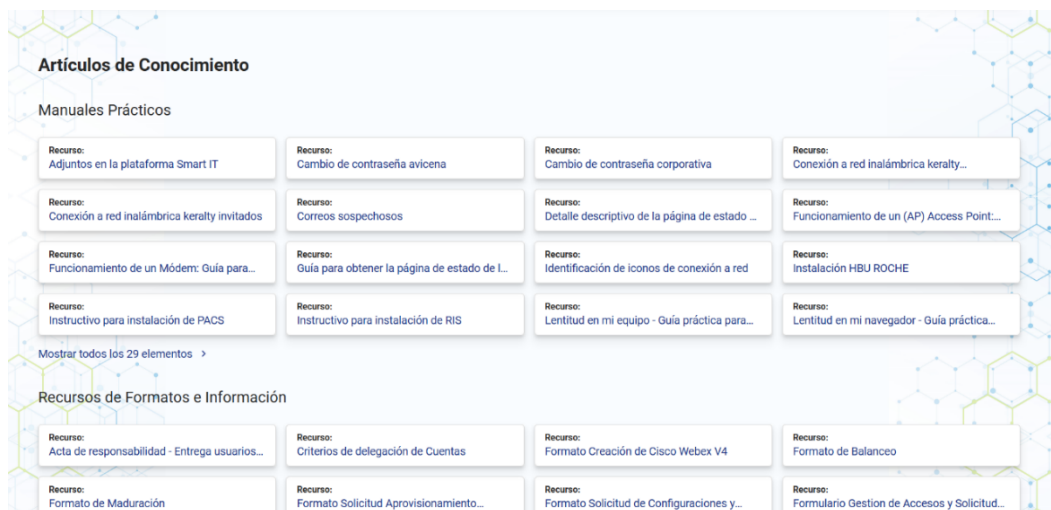 Artículos de Conocimiento
Manuales Prácticos
Recurso:
Adjuntos en la plataforma Smart IT
Recurso:
Cambio de contraseña avicena
Recurso:
Cambio de contraseña corporativa
Recurso:
Conexión a red inalámbrica keralty...
Recurso:
Conexión a red inalámbrica keralty invitados
Recurso:
Correos sospechosos
Recurso:
Detalle descriptivo de la página de estado ...
Recurso:
Funcionamiento de un (AP) Access Point:...
Recurso:
Funcionamiento de un Módem: Guía para...
Recurso:
Guía para obtener la página de estado de l...
Recurso:
Identificación de iconos de conexión a red
Recurso:
Instalación HBU ROCHE
Recurso:
Instructivo para instalación de PACS
Recurso:
Instructivo para instalación de RIS
Recurso:
Lentitud en mi equipo - Guía práctica para...
Recurso:
Lentitud en mi navegador - Guía práctica...
Mostrar todos los 29 elementos >
Recursos de Formatos e Información
Recurso:
Acta de responsabilidad - Entrega usuarios...
Recurso:
Criterios de delegación de Cuentas
Recurso:
Formato Creación de Cisco Webex V4
Recurso:
Formato de Balanceo
Recurso:
Formato de Maduración
Recurso:
Formato Solicitud Aprovisionamiento...
Recurso:
Formato Solicitud de Configuraciones y...
Recurso:
Formulario Gestion de Accesos y Solicitud...